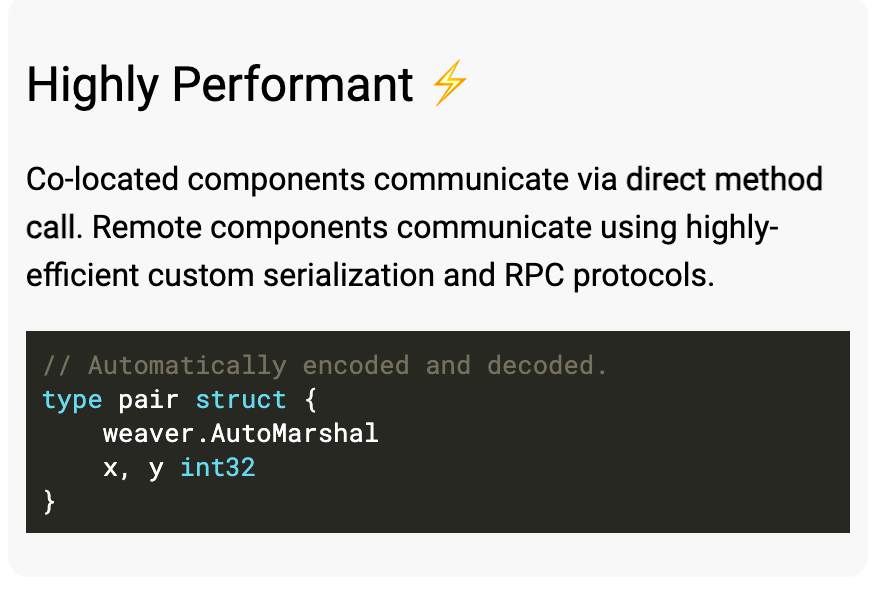 Highly Performant ⚡
Co-located components communicate via direct method
call. Remote components communicate using highly-
efficient custom serialization and RPC protocols.
// Automatically encoded and decoded.
type pair struct {
    weaver.AutoMarshal
    x, y int32
}